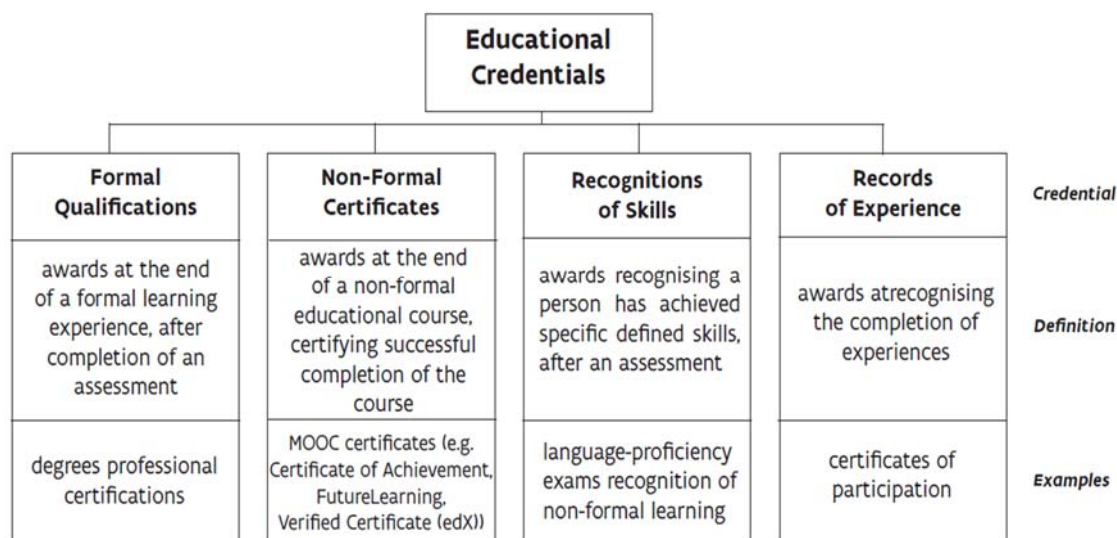 Educational
Credentials
Formal
Qualifications
Non-Formal
Certificates
Recognitions
of Skills
Records
of Experience
Credential
awards at the end
of a formal learning
experience, after
completion of an
assessment
awards at the end
of a non-formal
educational course,
certifying successful
completion of the
course
awards recognising a
person has achieved
specific defined skills,
after an assessment
awards atrecognising
the completion of
experiences
Definition
degrees professional
certifications
MOOC certificates (e.g.
Certificate of Achievement,
FutureLearning,
Verified Certificate (edX))
language-proficiency
exams recognition of
non-formal learning
certificates of
participation
Examples